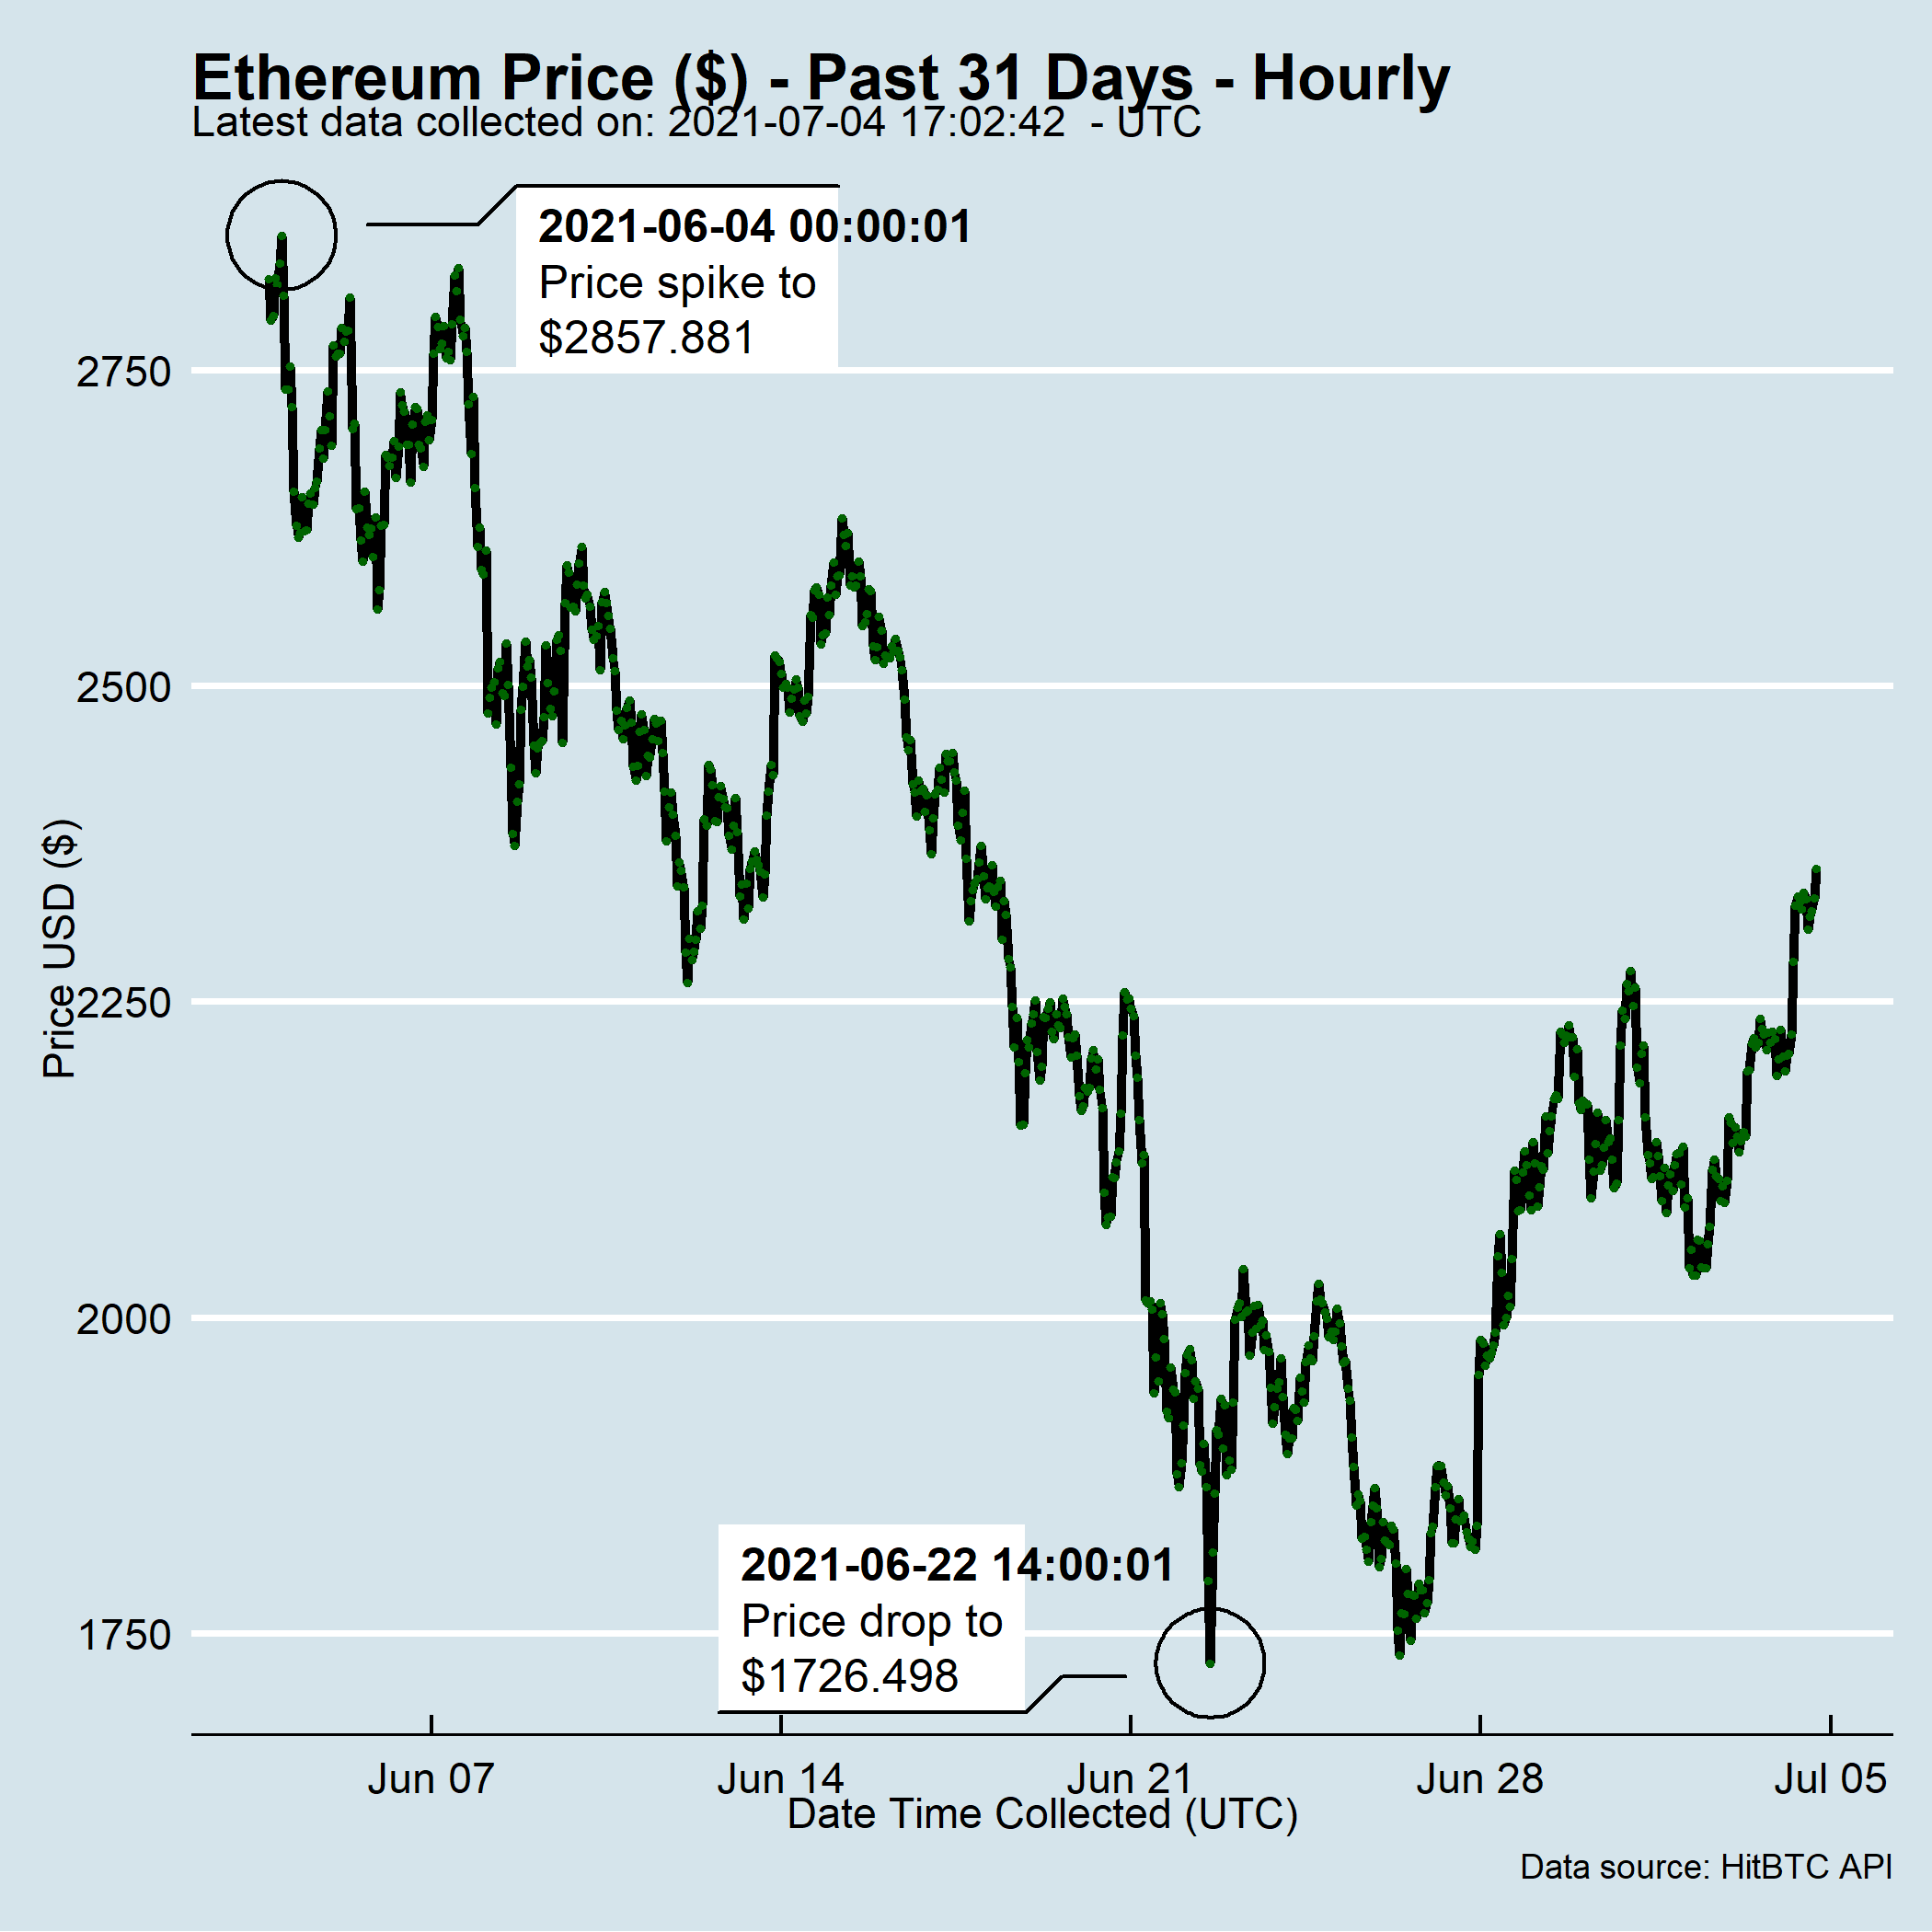 Ethereum Price ($) - Past 31 Days - Hourly
Latest data collected on: 2021-07-04 17:02:42  - UTC
2021-06-04 00:00:01
Price spike to
$2857.881
2750
2500
2250
2000
1750
Price USD ($)
2021-06-22 14:00:01
Price drop to
$1726.498
Jun 07
Jun 14
Jun 21
Jun 28
Jul 05
Date Time Collected (UTC)
Data source: HitBTC API